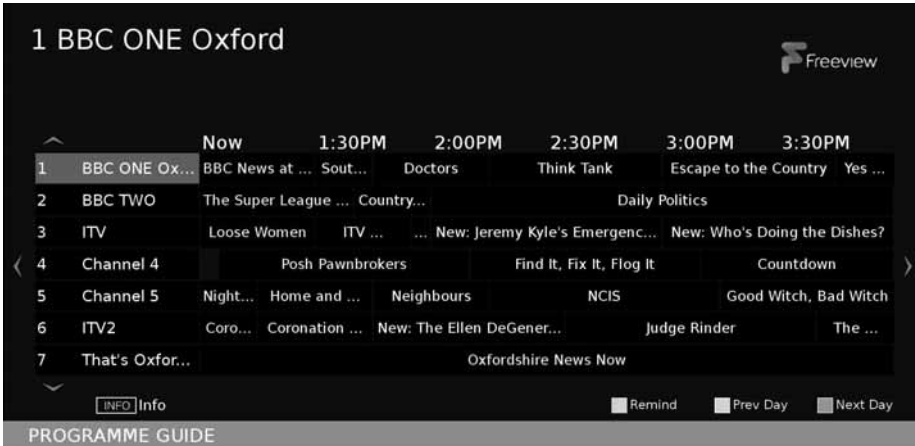 1 BBC ONE Oxford
Freeview
Now 1:30PM 2:00PM 2:30PM 3:00PM 3:30PM
1 BBC ONE Ox... BBC News at ... Sout... Doctors Think Tank Escape to the Country Yes ...
2 BBC TWO The Super League ... Country... Daily Politics
3 ITV Loose Women ITV ... ... New: Jeremy Kyle's Emergenc... New: Who's Doing the Dishes?
4 Channel 4 Posh Pawnbrokers Find It, Fix It, Flog It Countdown
5 Channel 5 Night... Home and ... Neighbours NCIS Good Witch, Bad Witch
6 ITV2 Coro... Coronation ... New: The Ellen DeGener... Judge Rinder The ...
7 That's Oxfor... Oxfordshire News Now
INFO Info Remind Prev Day Next Day
PROGRAMME GUIDE